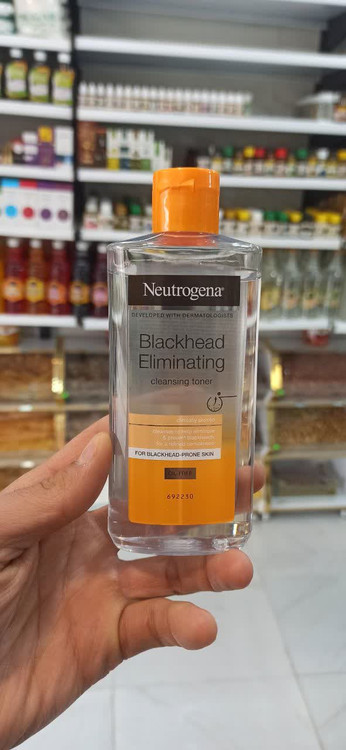 Neutrogena®
DEVELOPED WITH DERMATOLOGISTS
Blackhead
Eliminating
cleansing toner
FOR BLACKHEAD-PRONE SKIN
692230